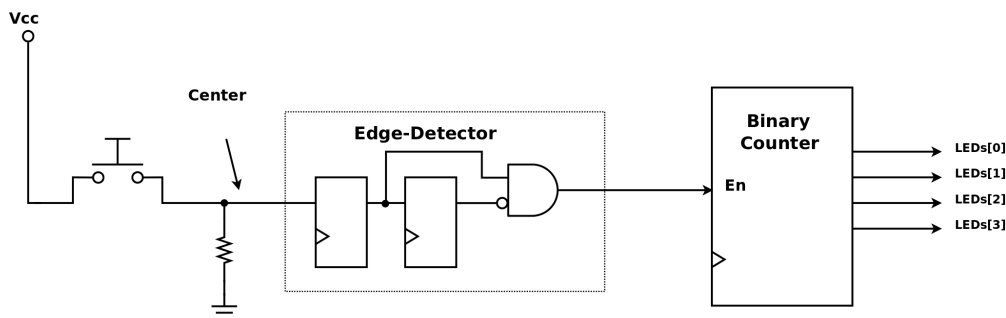 Vcc
Center
Edge-Detector
Binary
Counter
En
LEDs[0]
LEDs[1]
LEDs[2]
LEDs[3]